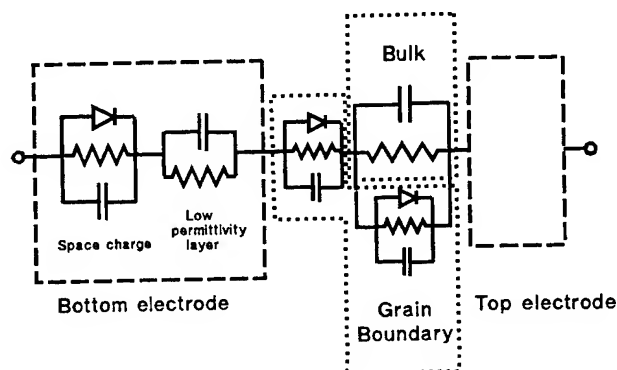 Bulk
Space charge
Low
permittivity
layer
Bottom electrode
Grain
Boundary
Top electrode